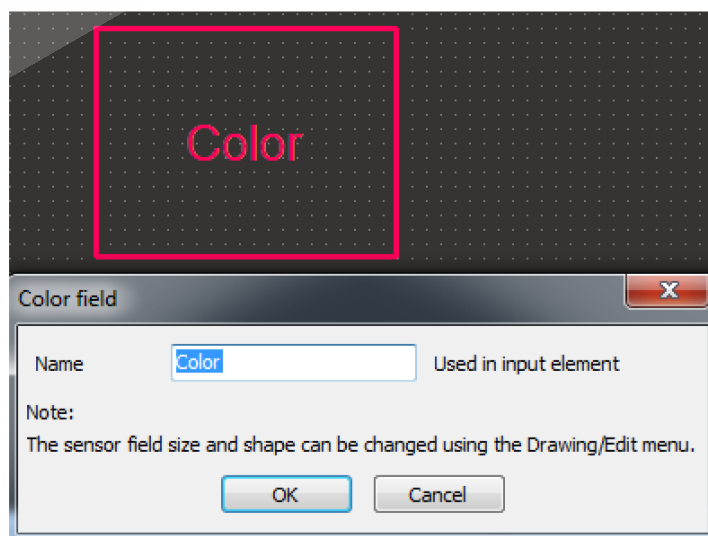 Color
Color field
Name Color Used in input element
Note:
The sensor field size and shape can be changed using the Drawing/Edit menu.
OK Cancel